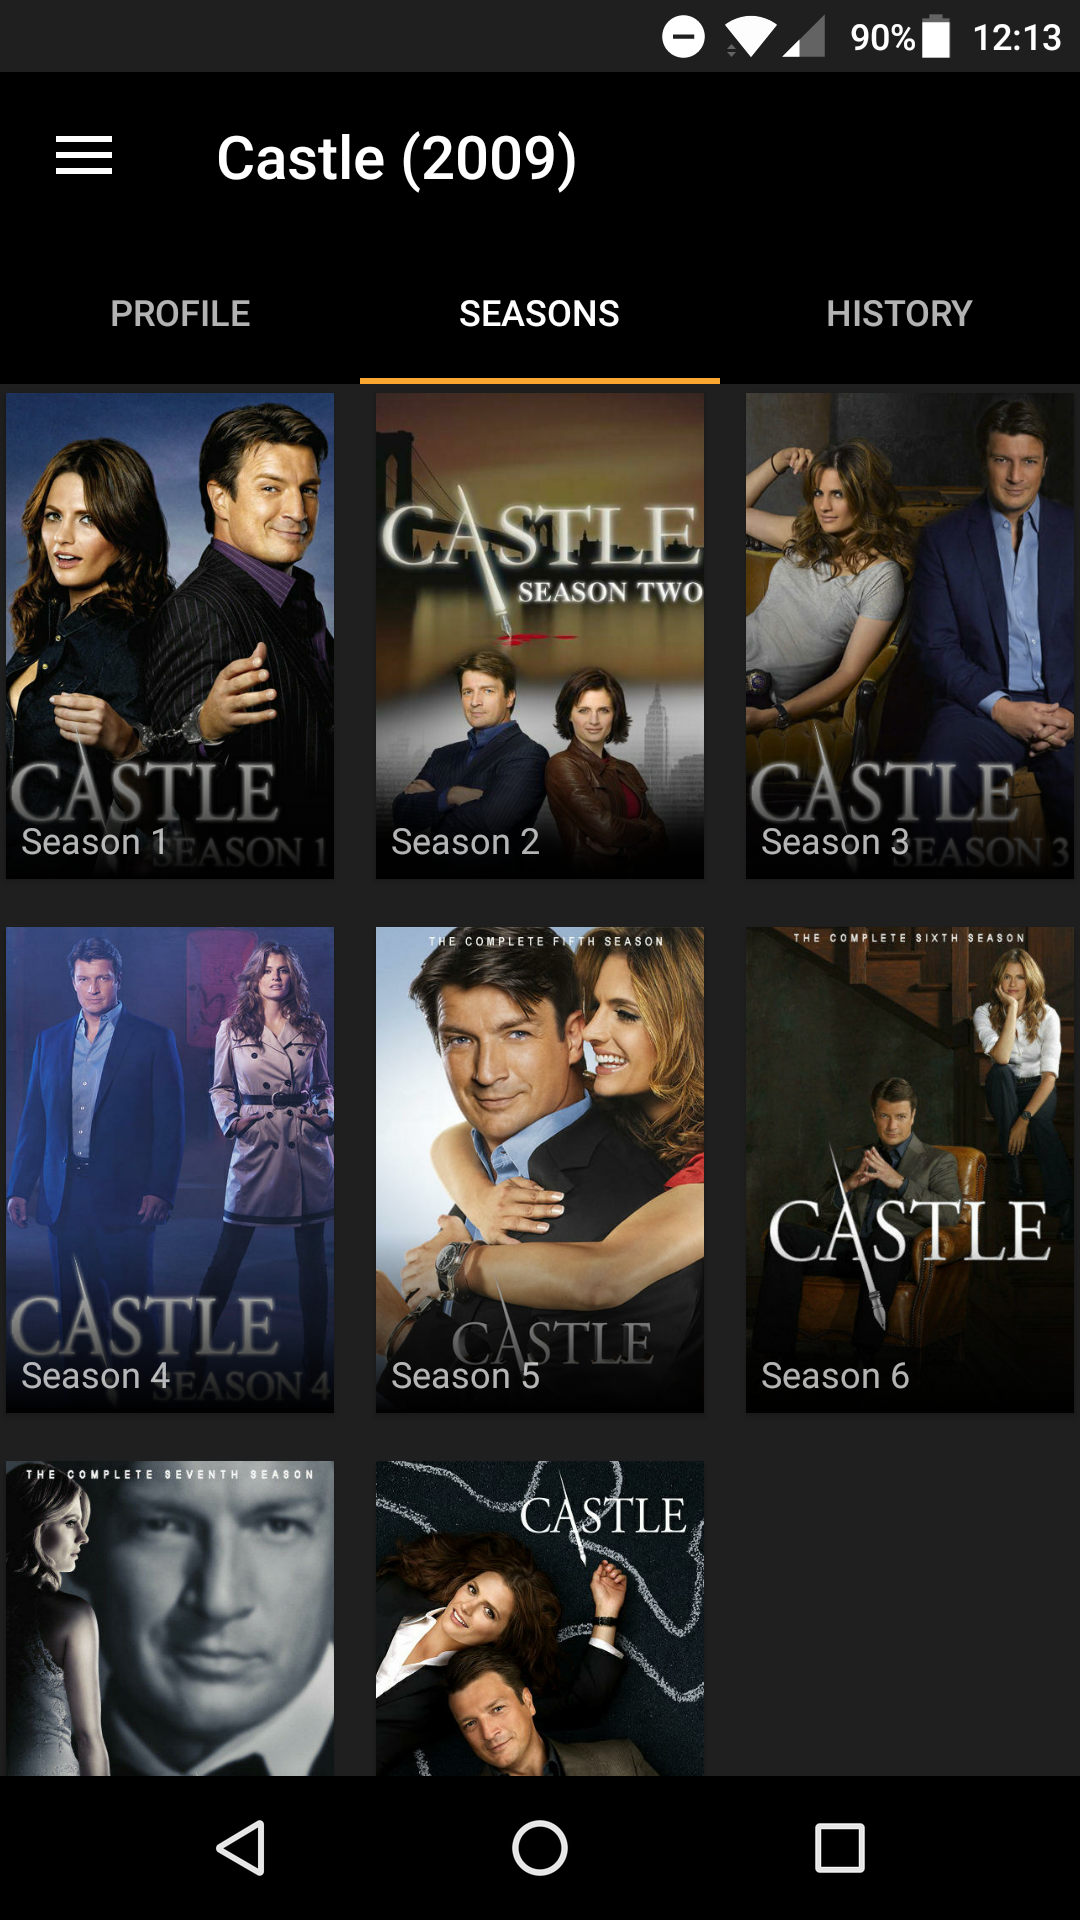 90% 12:13
Castle (2009)
PROFILE SEASONS HISTORY
CASTLE
SEASON 1
Season 1
CASTLE
SEASON TWO
Season 2
CASTLE
SEASON 3
Season 3
CASTLE
SEASON 4
Season 4
THE COMPLETE FIFTH SEASON
CASTLE
Season 5
THE COMPLETE SIXTH SEASON
CASTLE
Season 6
THE COMPLETE SEVENTH SEASON
CASTLE